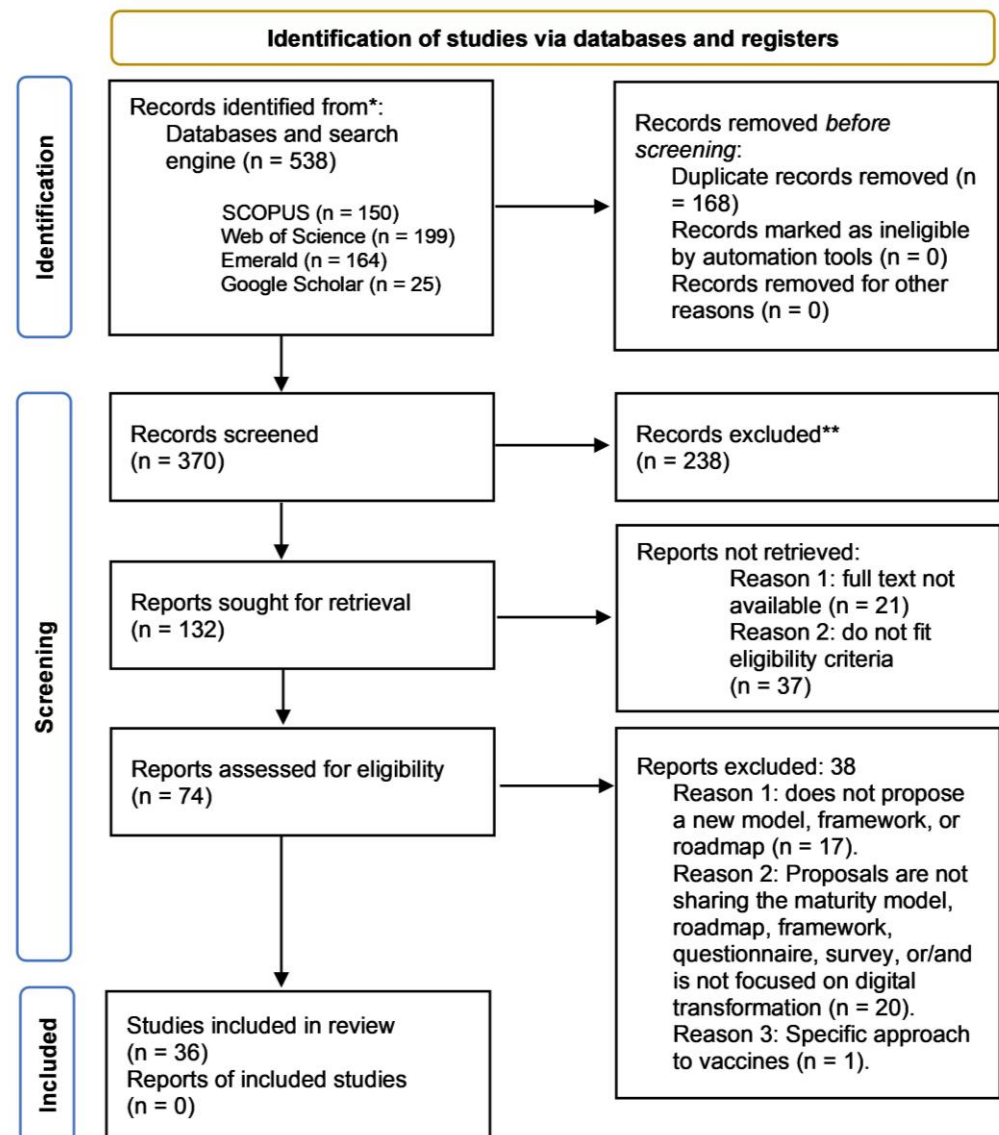 Identification of studies via databases and registers
Identification
Records identified from*:
Databases and search
engine (n = 538)
SCOPUS (n = 150)
Web of Science (n = 199)
Emerald (n = 164)
Google Scholar (n = 25)
Records removed before
screening:
Duplicate records removed (n
= 168)
Records marked as ineligible
by automation tools (n = 0)
Records removed for other
reasons (n = 0)
Screening
Records screened
(n = 370)
Records excluded**
(n = 238)
Reports sought for retrieval
(n = 132)
Reports not retrieved:
Reason 1: full text not
available (n = 21)
Reason 2: do not fit
eligibility criteria
(n = 37)
Reports assessed for eligibility
(n = 74)
Reports excluded: 38
Reason 1: does not propose
a new model, framework, or
roadmap (n = 17).
Reason 2: Proposals are not
sharing the maturity model,
roadmap, framework,
questionnaire, survey, or/and
is not focused on digital
transformation (n = 20).
Reason 3: Specific approach
to vaccines (n = 1).
Included
Studies included in review
(n = 36)
Reports of included studies
(n = 0)